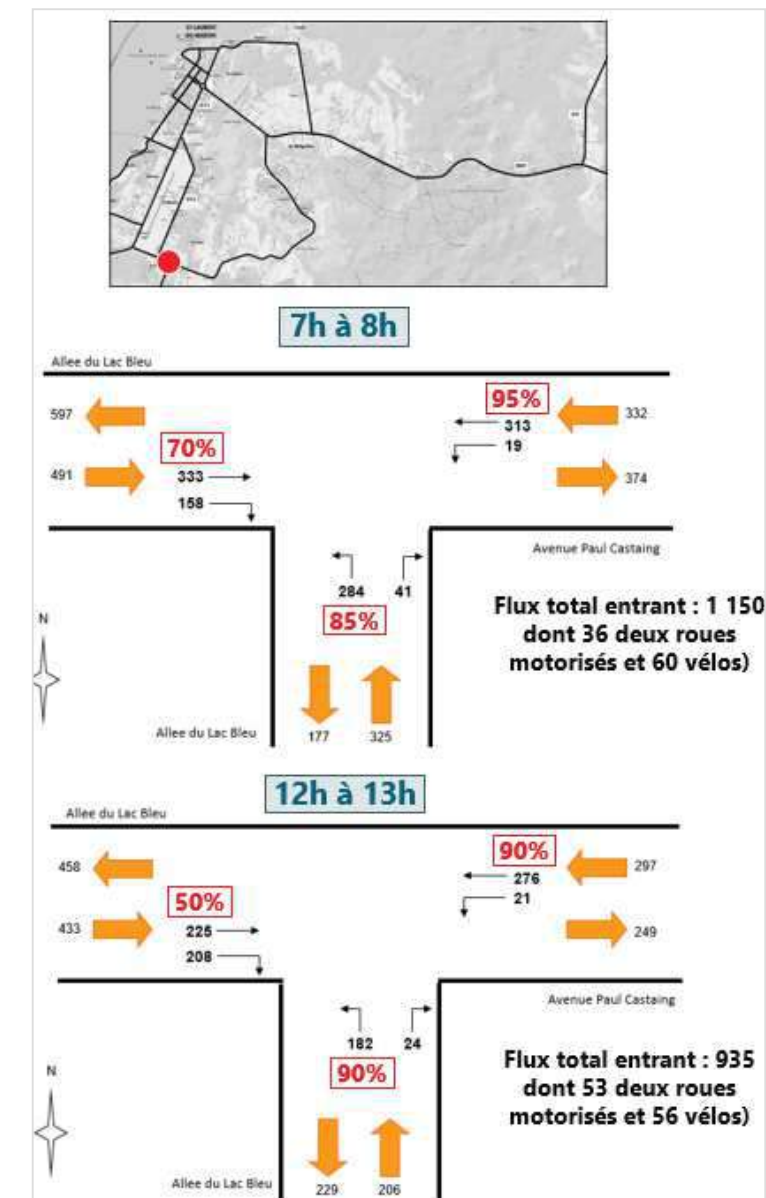 ST-LAURENT
DU-MARONI
7h à 8h
Allee du Lac Bleu
597
95%
332
313
19
70%
491
333
158
374
Avenue Paul Castaing
284
41
85%
Flux total entrant : 1 150
dont 36 deux roues
motorisés et 60 vélos)
N
Allee du Lac Bleu
177
325
12h à 13h
Allee du Lac Bleu
458
90%
297
276
21
50%
433
225
208
249
Avenue Paul Castaing
182
24
90%
Flux total entrant : 935
dont 53 deux roues
motorisés et 56 vélos)
N
Allee du Lac Bleu
229
206